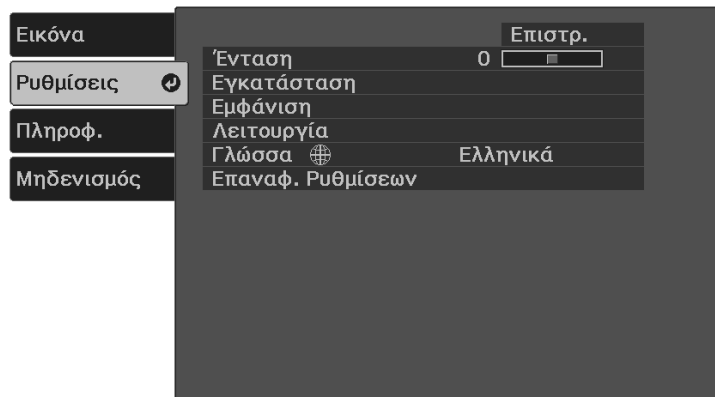 Εικόνα
Ρυθμίσεις
Πληροφ.
Μηδενισμός
Επιστρ.
Ένταση 0
Εγκατάσταση
Εμφάνιση
Λειτουργία
Γλώσσα Ελληνικά
Επαναφ. Ρυθμίσεων